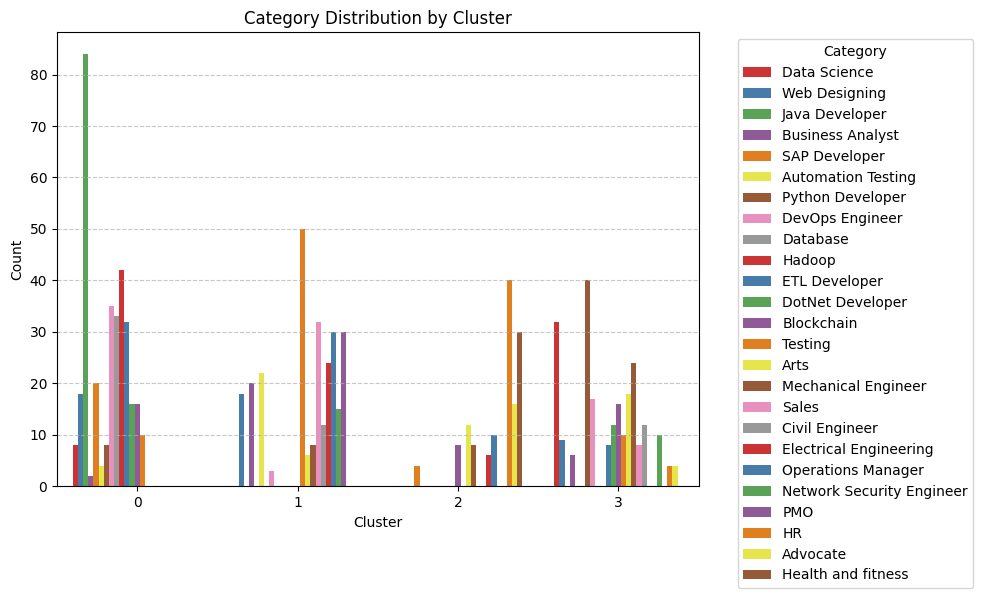 Category Distribution by Cluster
Count
80
70
60
50
40
30
20
10
0
0
1
2
3
Cluster
Category
Data Science
Web Designing
Java Developer
Business Analyst
SAP Developer
Automation Testing
Python Developer
DevOps Engineer
Database
Hadoop
ETL Developer
DotNet Developer
Blockchain
Testing
Arts
Mechanical Engineer
Sales
Civil Engineer
Electrical Engineering
Operations Manager
Network Security Engineer
PMO
HR
Advocate
Health and fitness